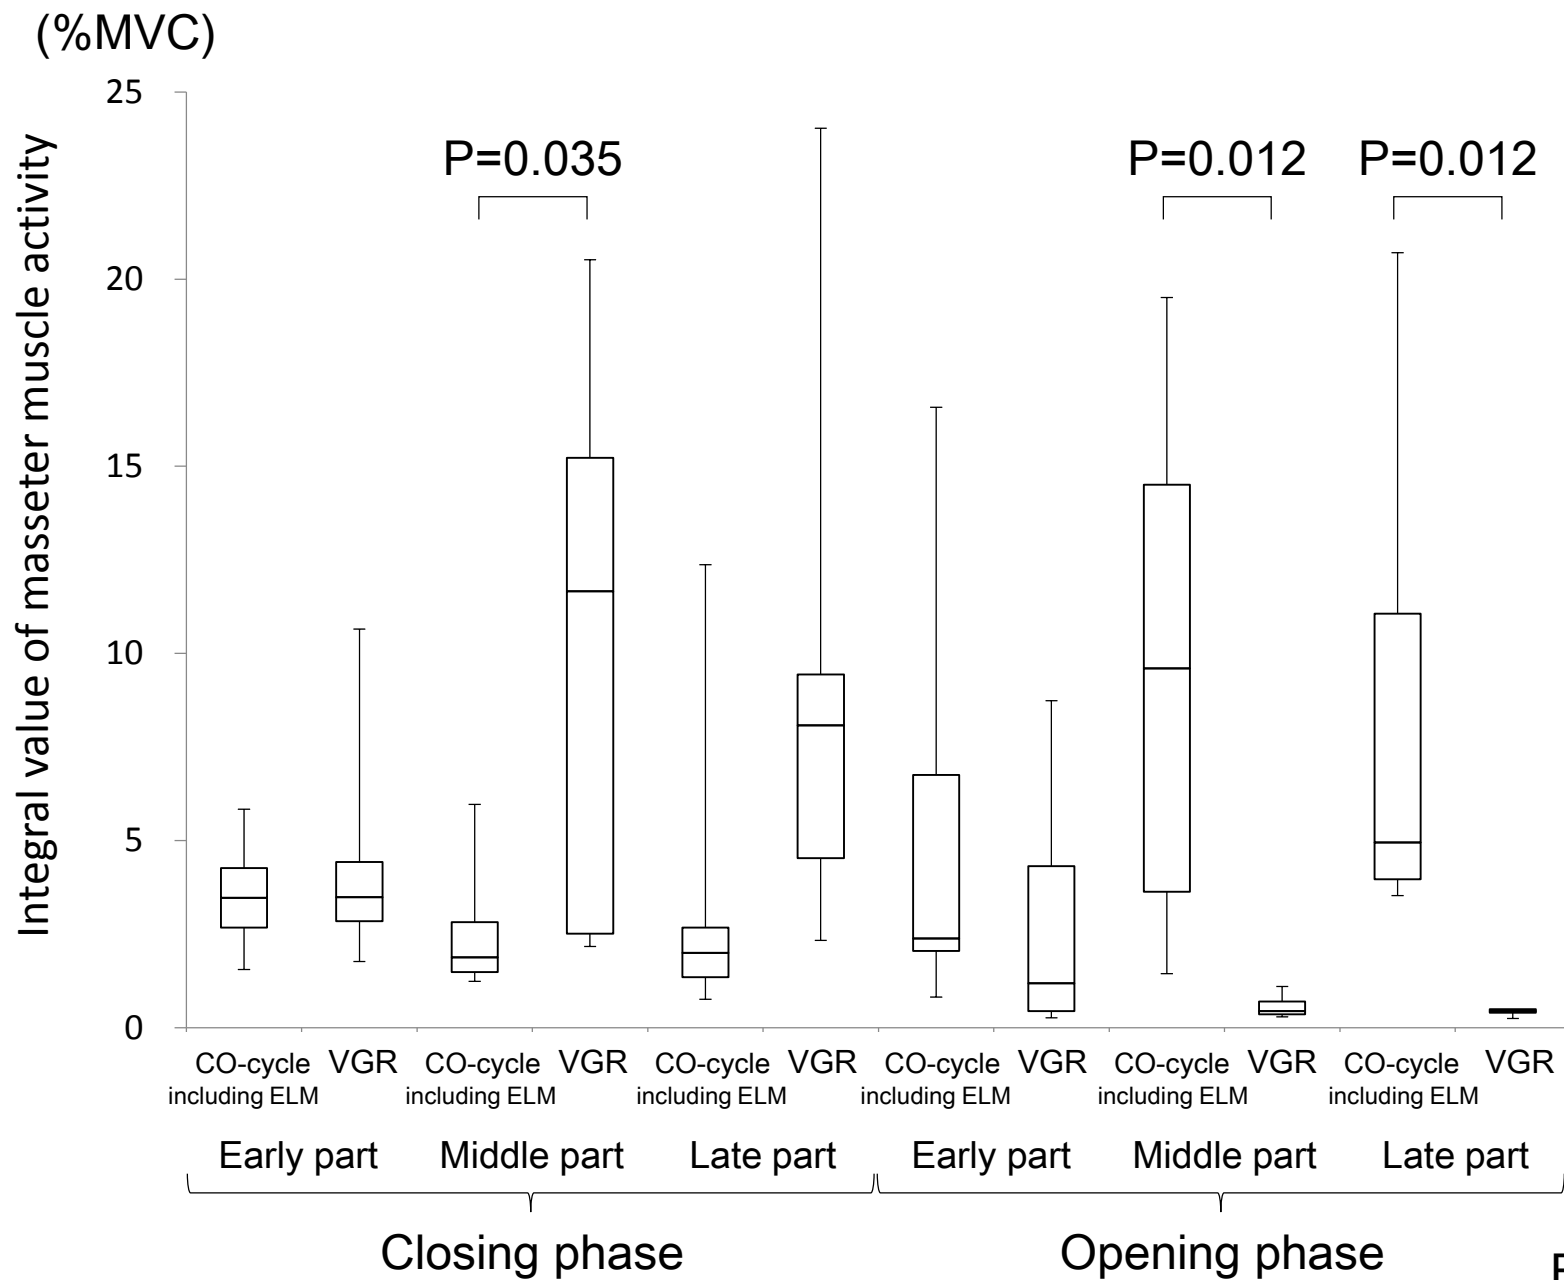 (%MVC)
Integral value of masseter muscle activity
25
20
15
10
5
0
P=0.035
P=0.012
P=0.012
CO-cycle including ELM
VGR
CO-cycle including ELM
VGR
CO-cycle including ELM
VGR
CO-cycle including ELM
VGR
CO-cycle including ELM
VGR
CO-cycle including ELM
VGR
Early part
Middle part
Late part
Early part
Middle part
Late part
Closing phase
Opening phase